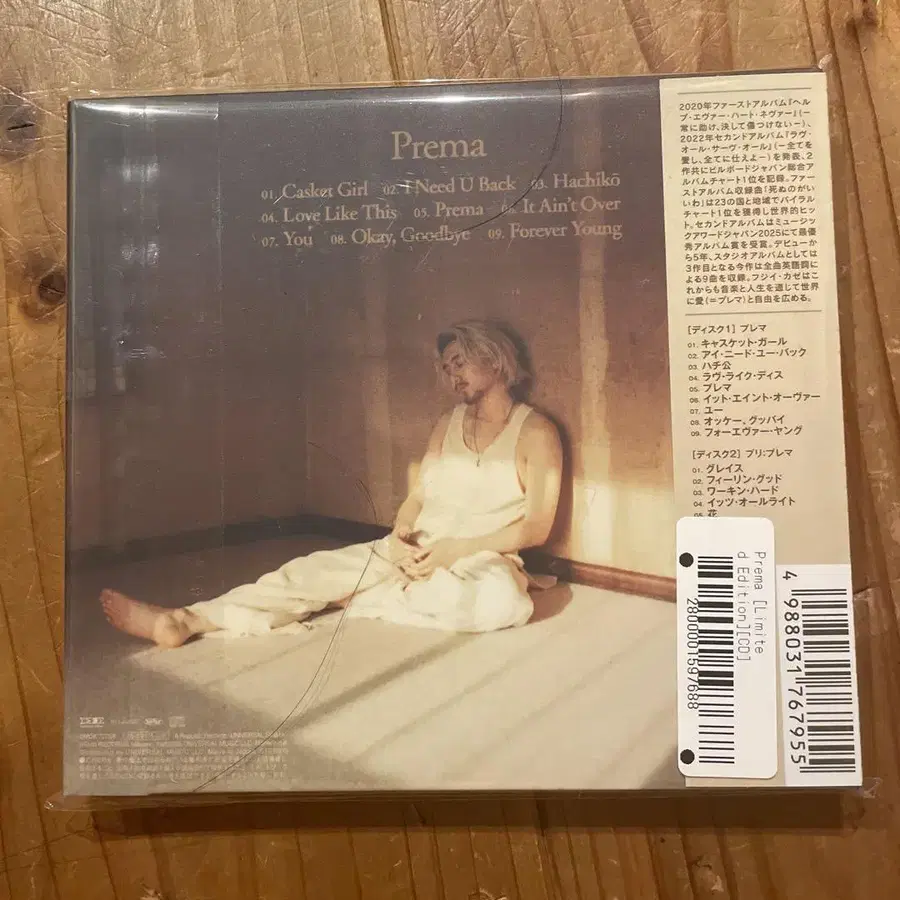 Prema
01. Casket Girl 02. I Need U Back 03. Hachikō
04. Love Like This 05. Prema 06. It Ain't Over
07. You 08. Okay, Goodbye 09. Forever Young
2020年ファーストアルバム『ヘル
プ・エヴァー・ハート・ネヴァー』(ー
常に助け、決して傷つけないー)、
2022年セカンドアルバム『ラヴ・
オール・サーヴ・オール』(ー全てを
愛し、全てに仕えよー)を発表、2
作共にビルボードジャパン総合ア
ルバムチャート1位を記録。ファー
ストアルバム収録曲「死ぬのがいい
わ」は23の国と地域でバイラル
チャート1位を獲得し世界的ヒッ
ト。セカンドアルバムはミュージッ
クアワードジャパン2025にて最優
秀アルバム賞を受賞。デビューか
ら5年、スタジオアルバムとしては
3作目となる今作は全曲英語詞に
よる9曲を収録。フジイ・カゼはこ
れからも音楽と人生を通じて世界
に愛(=プレマ)と自由を広める。
[ディスク1] プレマ
01. キャスケット・ガール
02. アイ・ニード・ユー・バック
03. ハチ公
04. ラヴ・ライク・ディス
05. プレマ
06. イット・エイント・オーヴァー
07. ユー
08. オッケー、グッバイ
09. フォーエヴァー・ヤング
[ディスク2] プリ:プレマ
01. グレイス
02. フィーリン・グッド
03. ワーキン・ハード
04. イッツ・オールライト
05. 花
Prema [Limite
d Edition][CD]
2800001597688
4 988031 767955